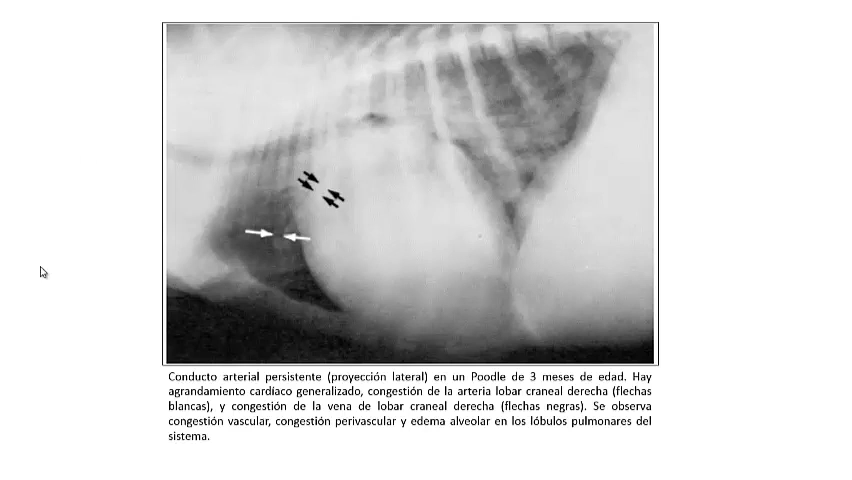 Conducto arterial persistente (proyección lateral) en un Poodle de 3 meses de edad. Hay
agrandamiento cardíaco generalizado, congestión de la arteria lobar craneal derecha (flechas
blancas), y congestión de la vena de lobar craneal derecha (flechas negras). Se observa
congestión vascular, congestión perivascular y edema alveolar en los lóbulos pulmonares del
sistema.